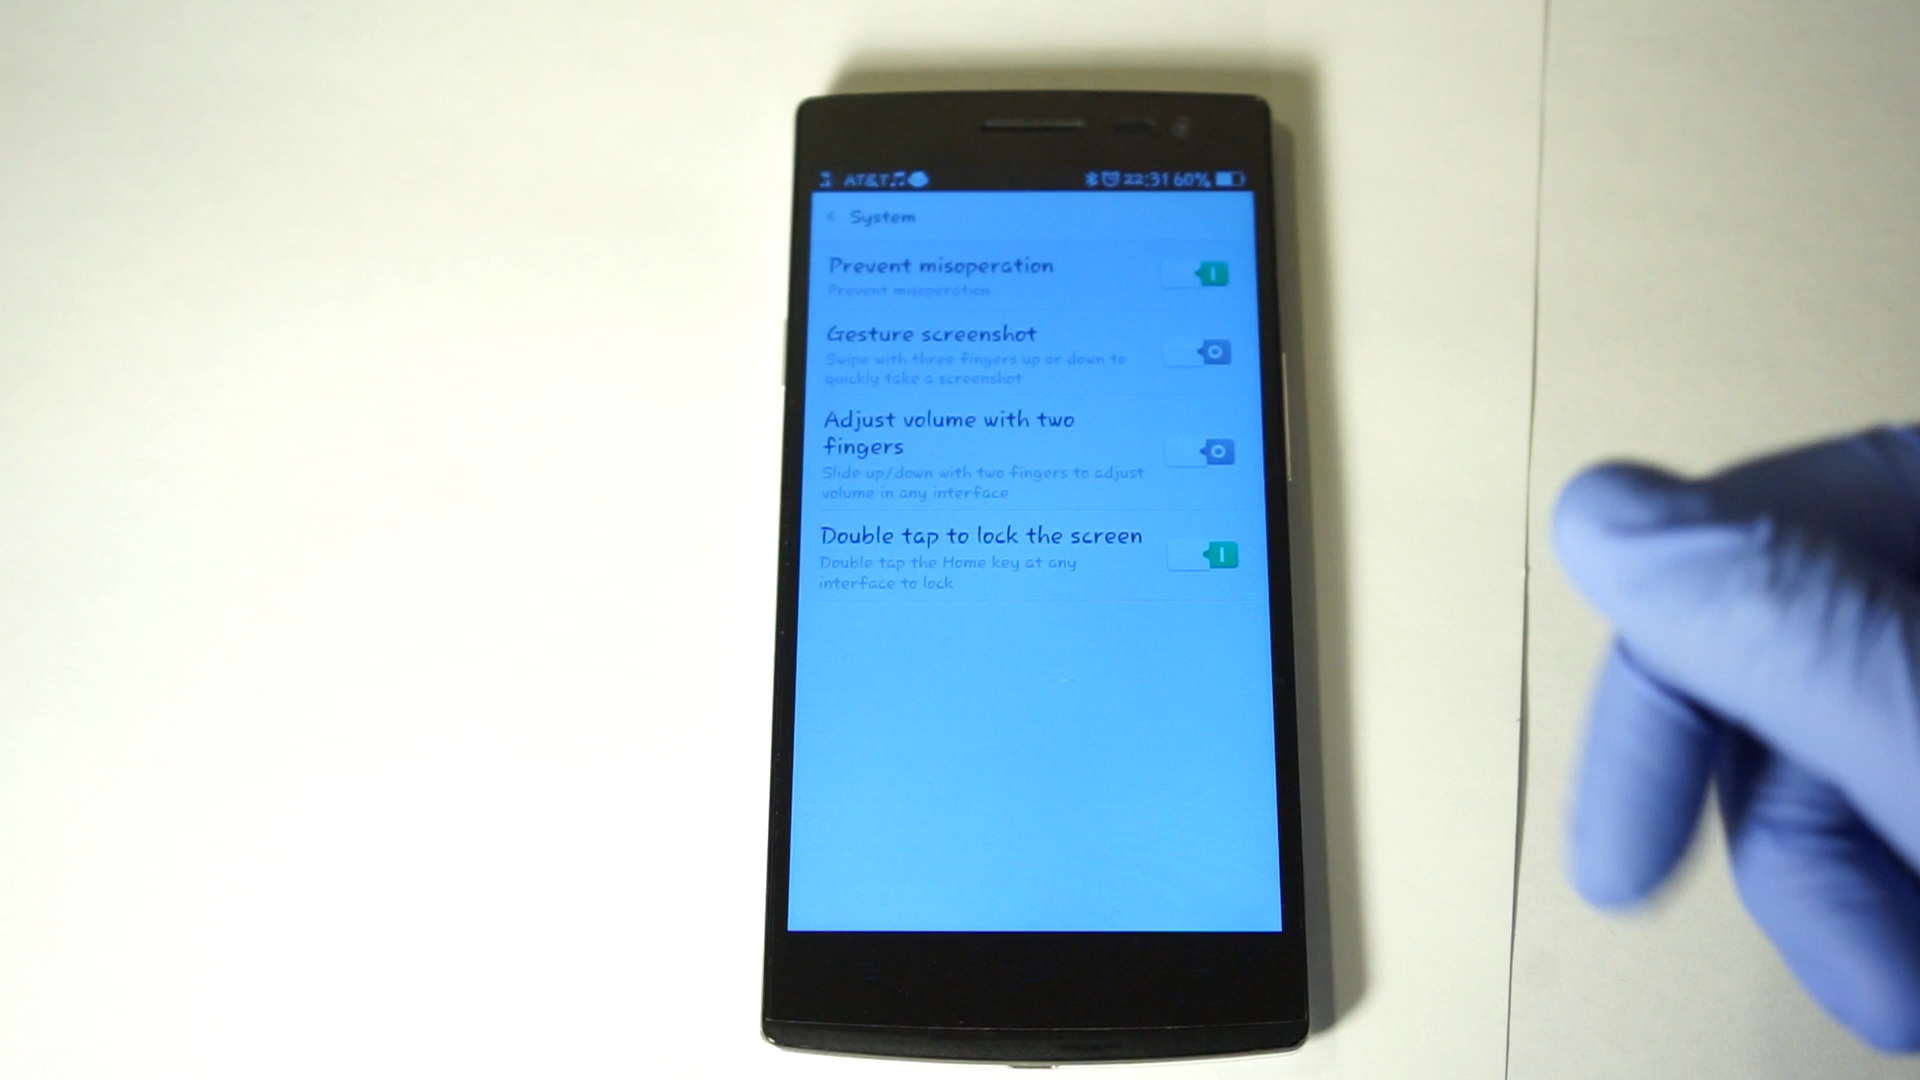 AT&T 22:31 60%
System
Prevent misoperation
Prevent misoperation
Gesture screenshot
Swipe with three fingers up or down to
quickly take a screenshot
Adjust volume with two
fingers
Slide up/down with two fingers to adjust
volume in any interface
Double tap to lock the screen
Double tap the Home key at any
interface to lock